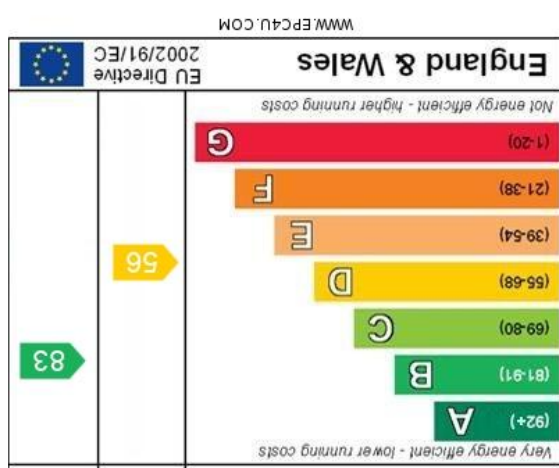 Very energy efficient - lower running costs
(92+) A
(81-91) B
(69-80) C
(55-68) D
(39-54) E
(21-38) F
(1-20) G
83
56
Not energy efficient - higher running costs
England & Wales
EU Directive
2002/91/EC
WWW.EPC4U.COM